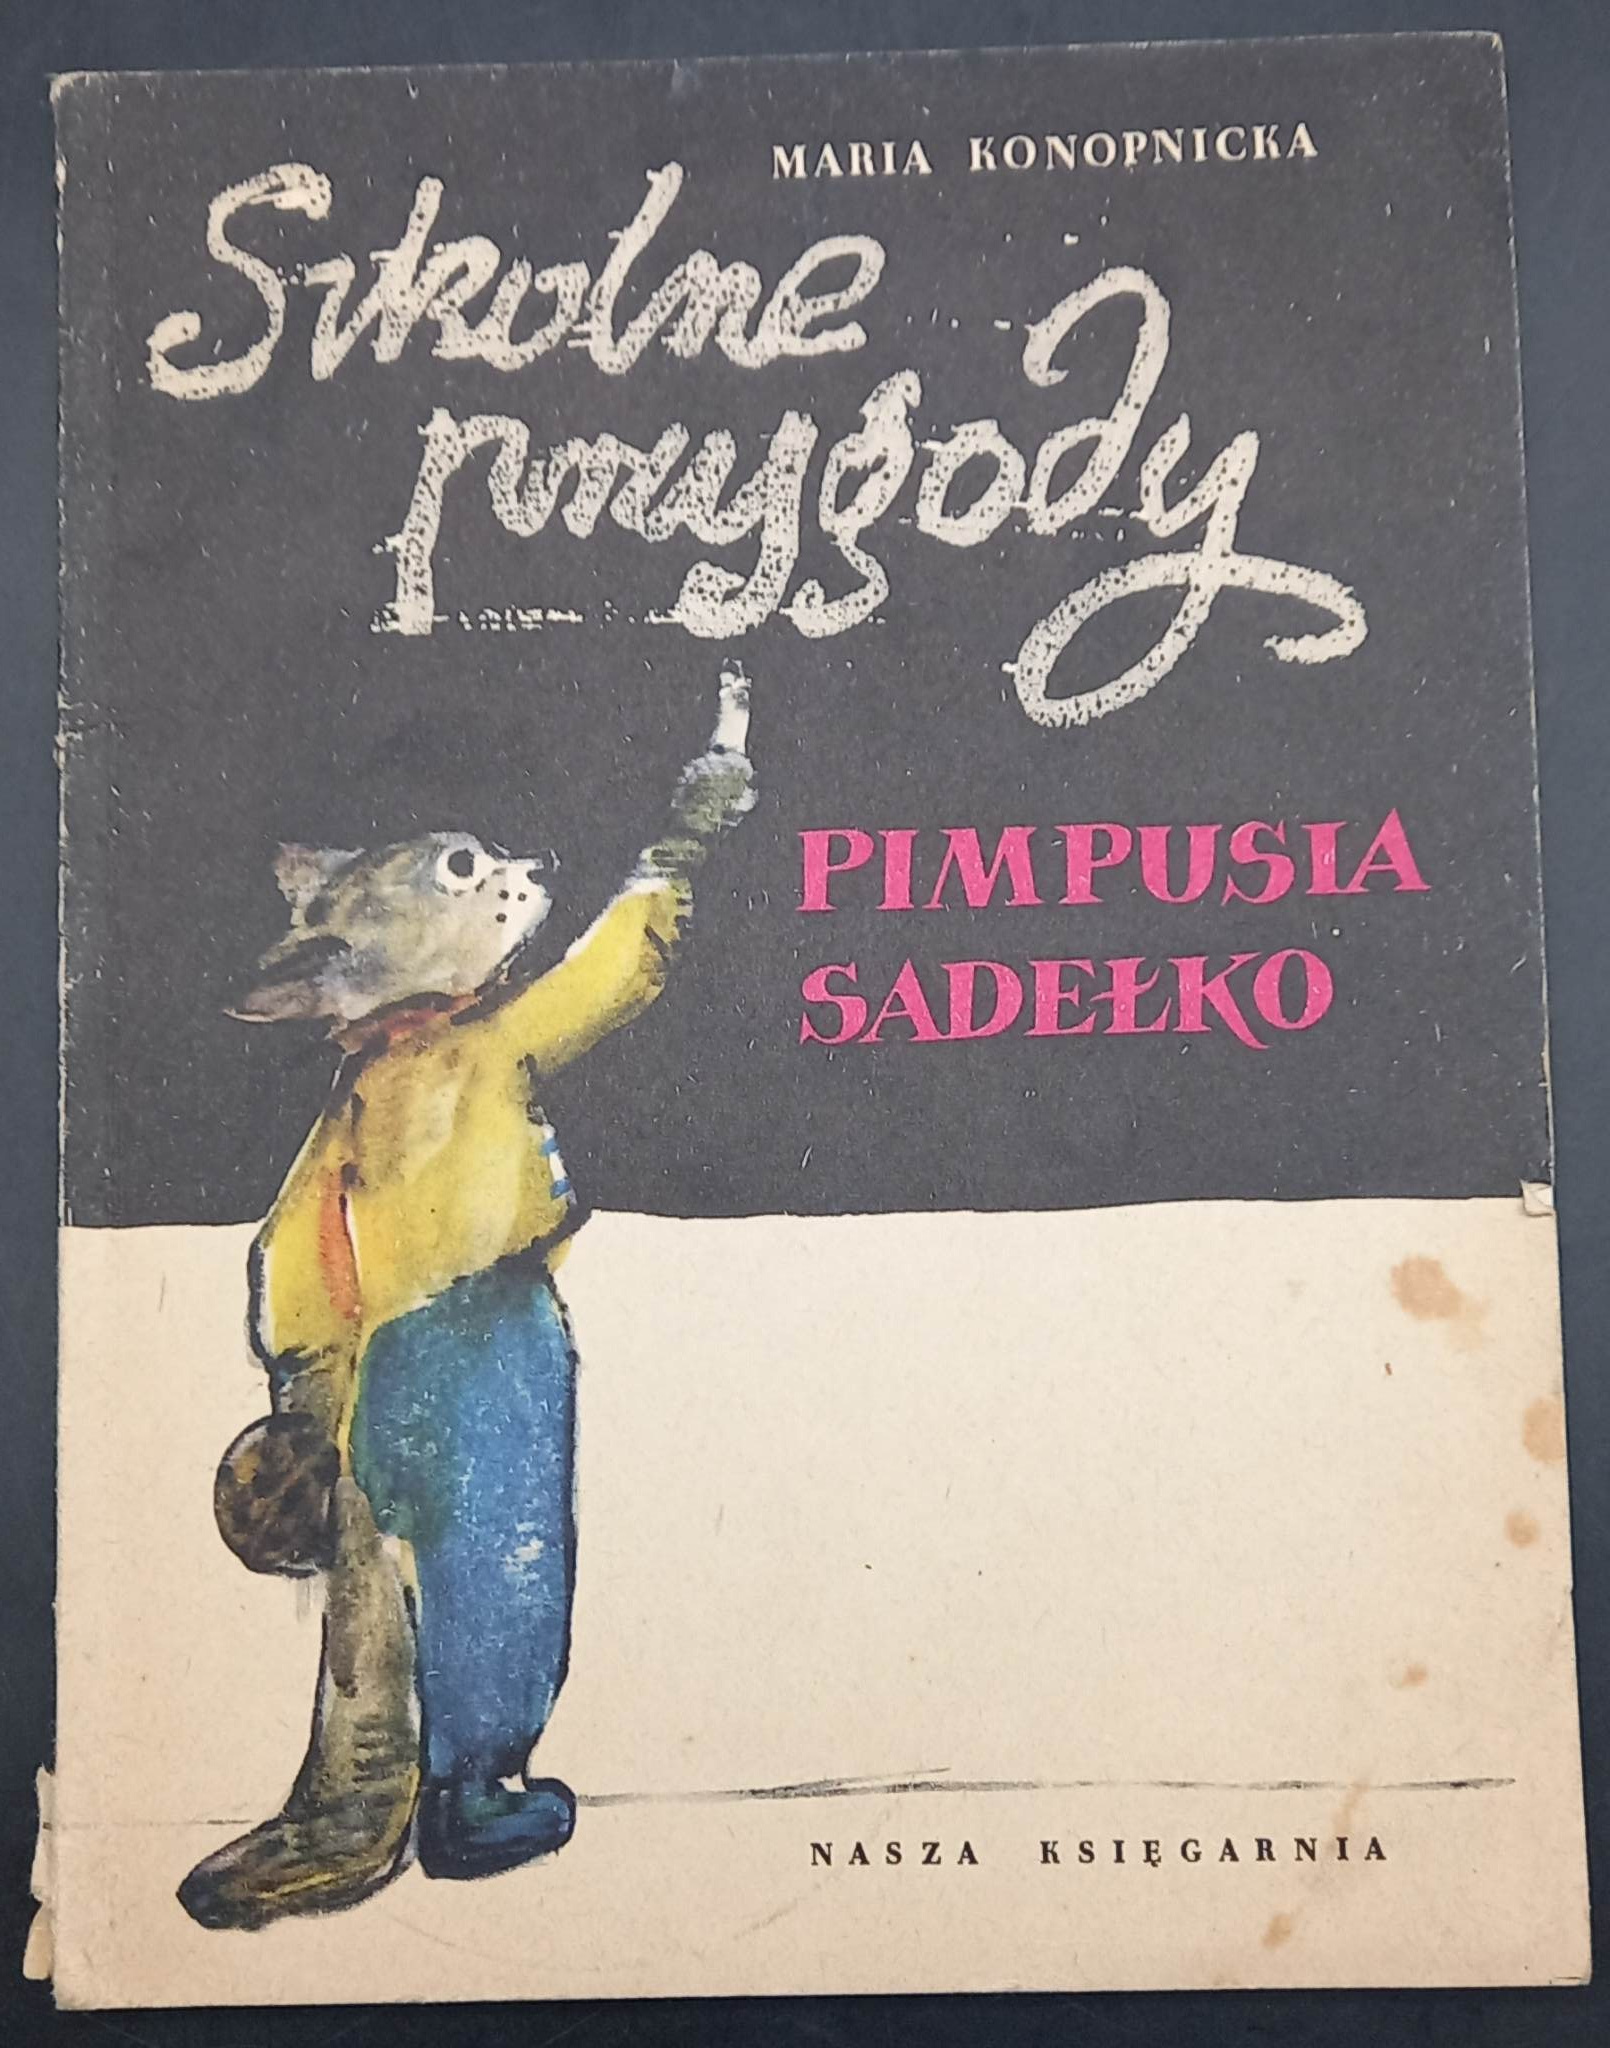 MARIA KONOPNICKA
Szkolne
przygody
PIMPUSIA
SADEŁKO
NASZA KSIĘGARNIA